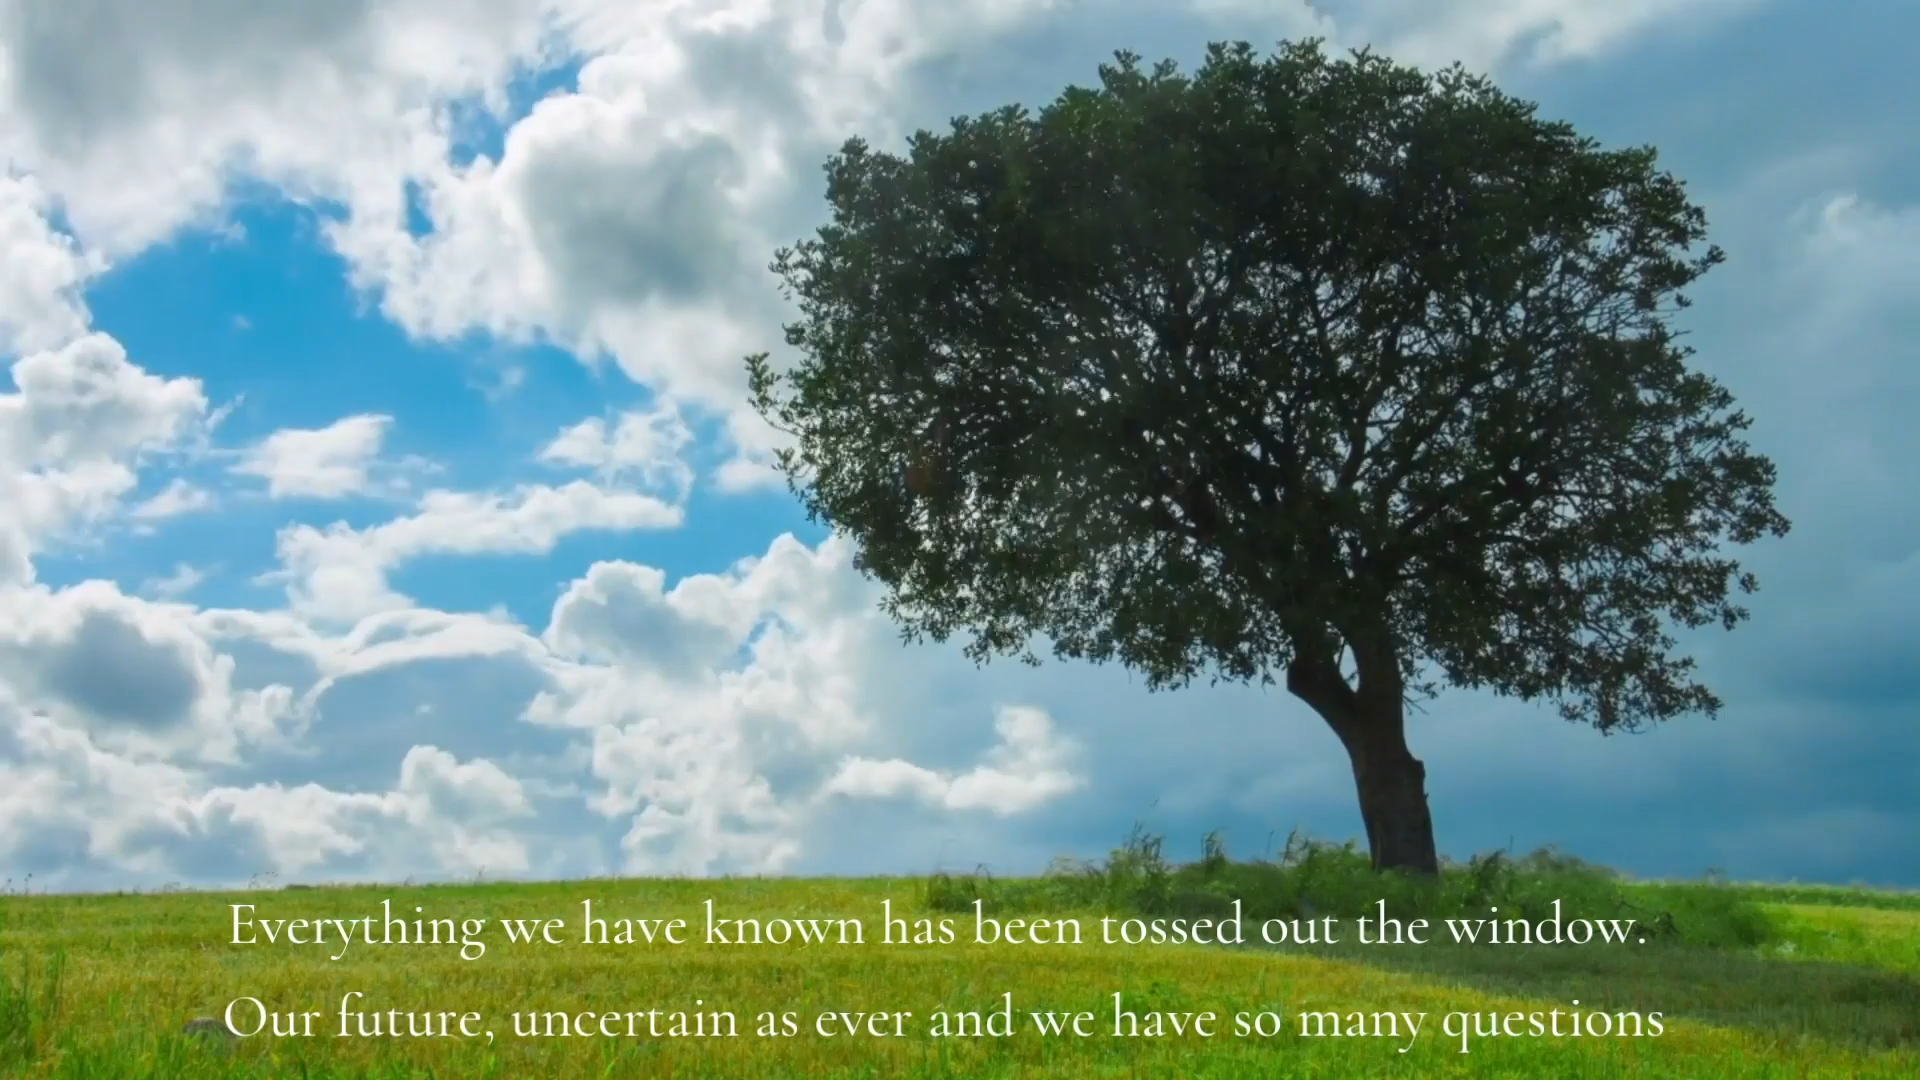 Everything we have known has been tossed out the window.
Our future, uncertain as ever and we have so many questions